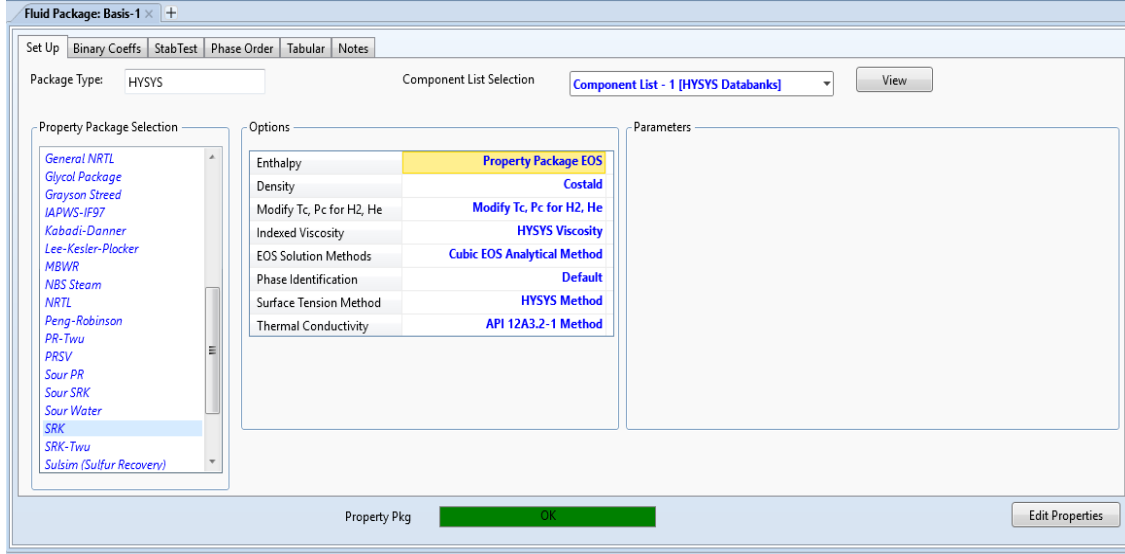 Fluid Package: Basis-1 × +
Set Up Binary Coeffs StabTest Phase Order Tabular Notes
Package Type: HYSYS Component List Selection Component List - 1 [HYSYS Databanks] View
Property Package Selection
General NRTL
Glycol Package
Grayson Streed
IAPWS-IF97
Kabadi-Danner
Lee-Kesler-Plocker
MBWR
NBS Steam
NRTL
Peng-Robinson
PR-Twu
PRSV
Sour PR
Sour SRK
Sour Water
SRK
SRK-Twu
Sulsim (Sulfur Recovery)
Options
Enthalpy Property Package EOS
Density Costald
Modify Tc, Pc for H2, He Modify Tc, Pc for H2, He
Indexed Viscosity HYSYS Viscosity
EOS Solution Methods Cubic EOS Analytical Method
Phase Identification Default
Surface Tension Method HYSYS Method
Thermal Conductivity API 12A3.2-1 Method
Parameters
Property Pkg OK Edit Properties